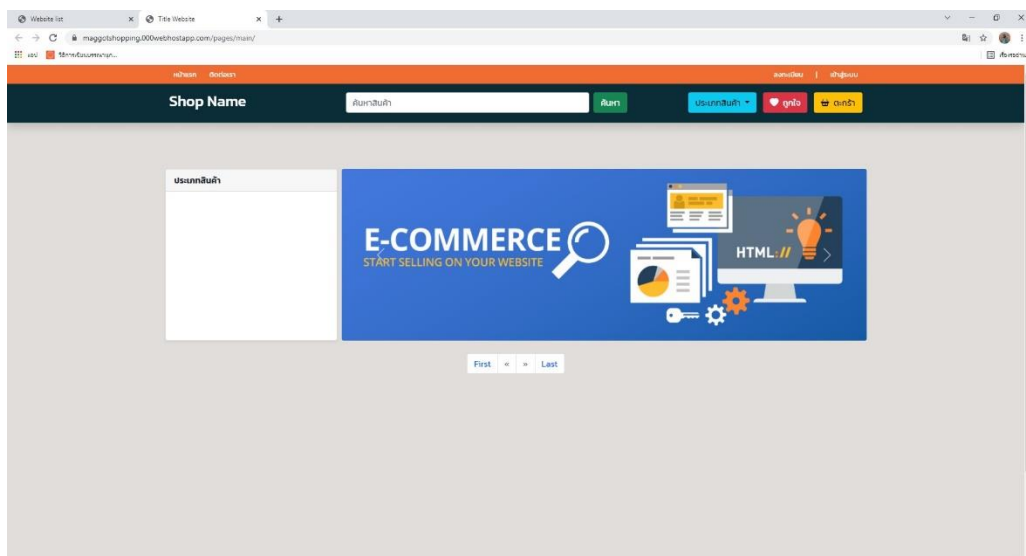 Website list
Title Website
maggotshopping.000webhostapp.com/pages/main/
แอป
หน้าแรก ติดต่อเรา
ลงทะเบียน | เข้าสู่ระบบ
Shop Name
ค้นหาสินค้า
ค้นหา
ประเภทสินค้า
ถูกใจ
ตะกร้า
ประเภทสินค้า
E-COMMERCE
START SELLING ON YOUR WEBSITE
HTML://
First « » Last